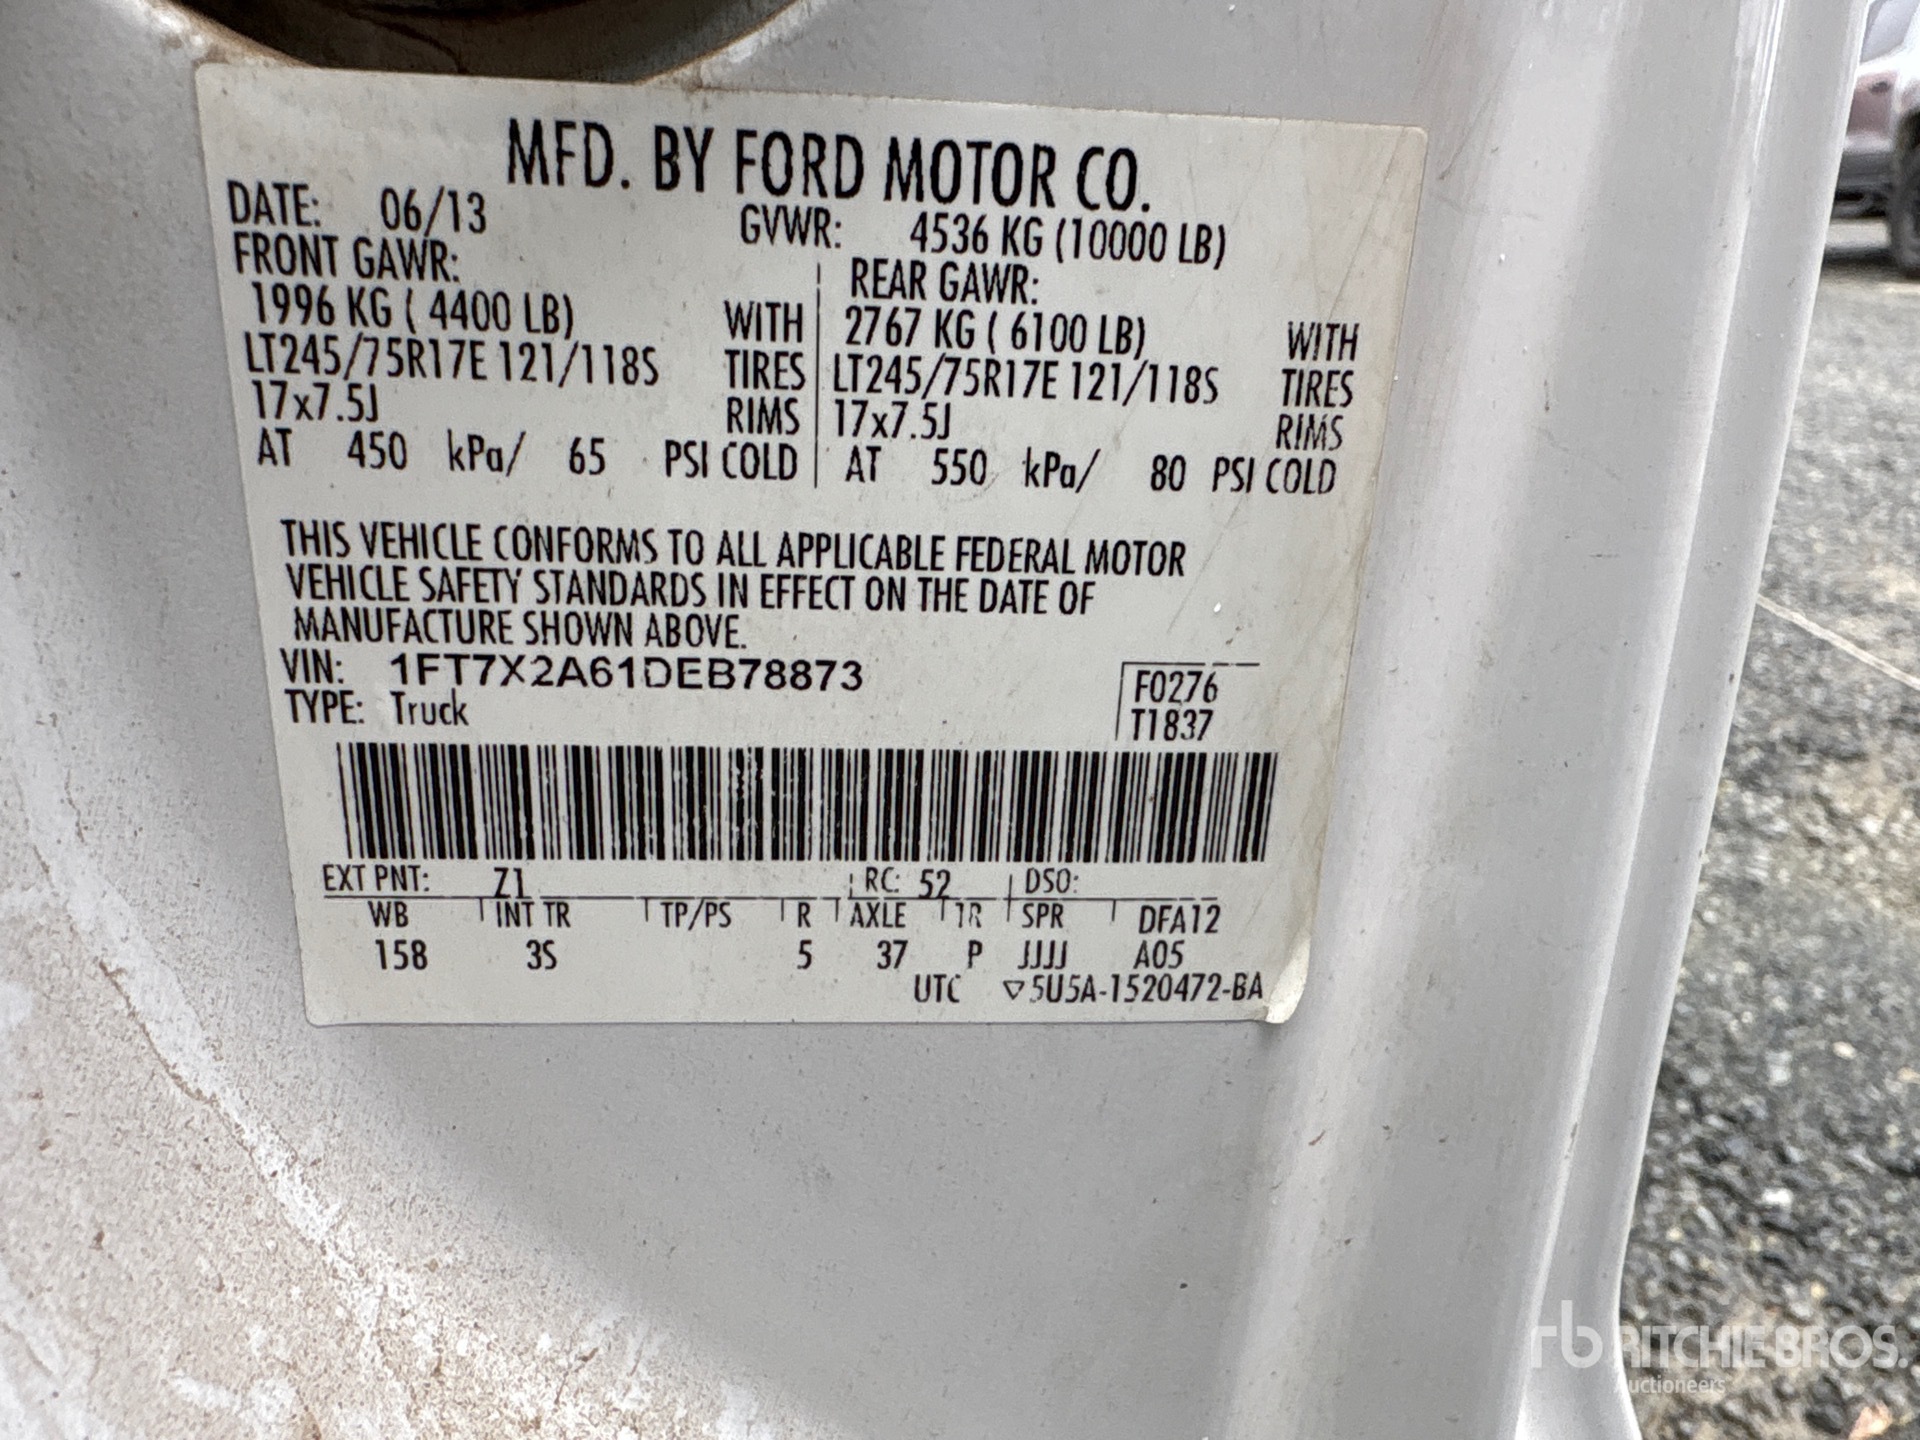 MFD. BY FORD MOTOR CO.
DATE: 06/13 GVWR: 4536 KG (10000 LB)
FRONT GAWR: REAR GAWR:
1996 KG ( 4400 LB) WITH 2767 KG ( 6100 LB) WITH
LT245/75R17E 121/118S TIRES LT245/75R17E 121/118S TIRES
17x7.5J RIMS 17x7.5J RIMS
AT 450 kPa/ 65 PSI COLD AT 550 kPa/ 80 PSI COLD
THIS VEHICLE CONFORMS TO ALL APPLICABLE FEDERAL MOTOR
VEHICLE SAFETY STANDARDS IN EFFECT ON THE DATE OF
MANUFACTURE SHOWN ABOVE.
VIN: 1FT7X2A61DEB78873 F0276
TYPE: Truck T1837
EXT PNT: Z1 RC: 52 DSO:
WB INT TR TP/PS R AXLE TR SPR DFA12
158 3S 5 37 P JJJJ A05
UTC ▽5U5A-1520472-BA
rb RITCHIE BROS.
Auctioneers